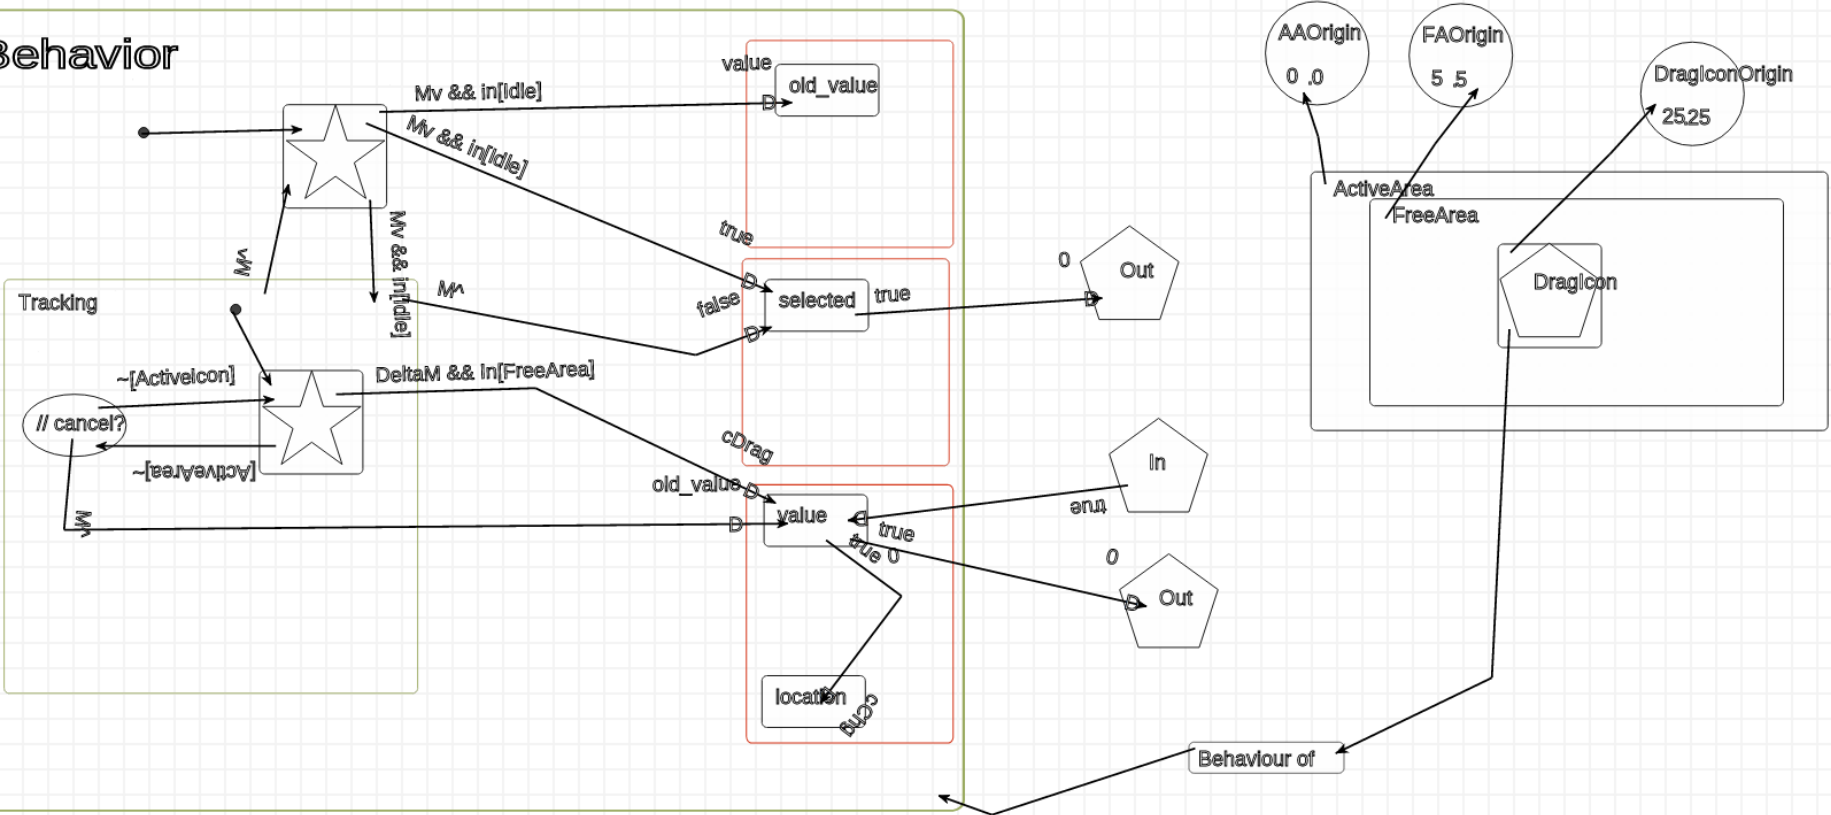 Behavior
AAOrigin
0 .0
FAOrigin
5 .5
DragIconOrigin
25.25
value
old_value
D
Mv && in[Idle]
Mv && in[Idle]
Mv && in[Idle]
ActiveArea
FreeArea
DragIcon
true
D
selected
true
false
D
0
D
Out
Mv
M^
Tracking
~[ActiveIcon]
DeltaM && in[FreeArea]
// cancel?
~[ActiveArea]
cDrag
In
true
old_value
D
value
D
D
true
true 0
Mv
0
D
Out
location
cChg
Behaviour of